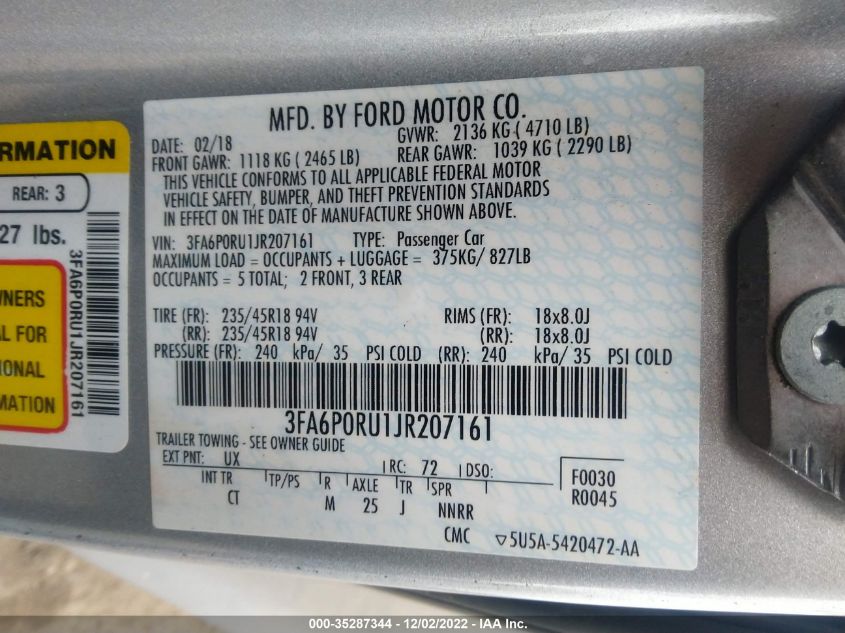 RMATION
REAR: 3
27 lbs.
WNERS
AL FOR
IONAL
RMATION
3FA6P0RU1JR207161
MFD. BY FORD MOTOR CO.
DATE: 02/18 GVWR: 2136 KG ( 4710 LB)
FRONT GAWR: 1118 KG ( 2465 LB) REAR GAWR: 1039 KG ( 2290 LB)
THIS VEHICLE CONFORMS TO ALL APPLICABLE FEDERAL MOTOR
VEHICLE SAFETY, BUMPER, AND THEFT PREVENTION STANDARDS
IN EFFECT ON THE DATE OF MANUFACTURE SHOWN ABOVE.
VIN: 3FA6P0RU1JR207161 TYPE: Passenger Car
MAXIMUM LOAD = OCCUPANTS + LUGGAGE = 375KG/ 827LB
OCCUPANTS = 5 TOTAL; 2 FRONT, 3 REAR
TIRE (FR): 235/45R18 94V RIMS (FR): 18x8.0J
(RR): 235/45R18 94V (RR): 18x8.0J
PRESSURE (FR): 240 kPa/ 35 PSI COLD (RR): 240 kPa/ 35 PSI COLD
3FA6P0RU1JR207161
TRAILER TOWING - SEE OWNER GUIDE
EXT PNT: UX RC: 72 DSO: F0030
INT TR TP/PS R AXLE TR SPR R0045
CT M 25 J NNRR
CMC ▽5U5A-5420472-AA
000-35287344 - 12/02/2022 - IAA Inc.